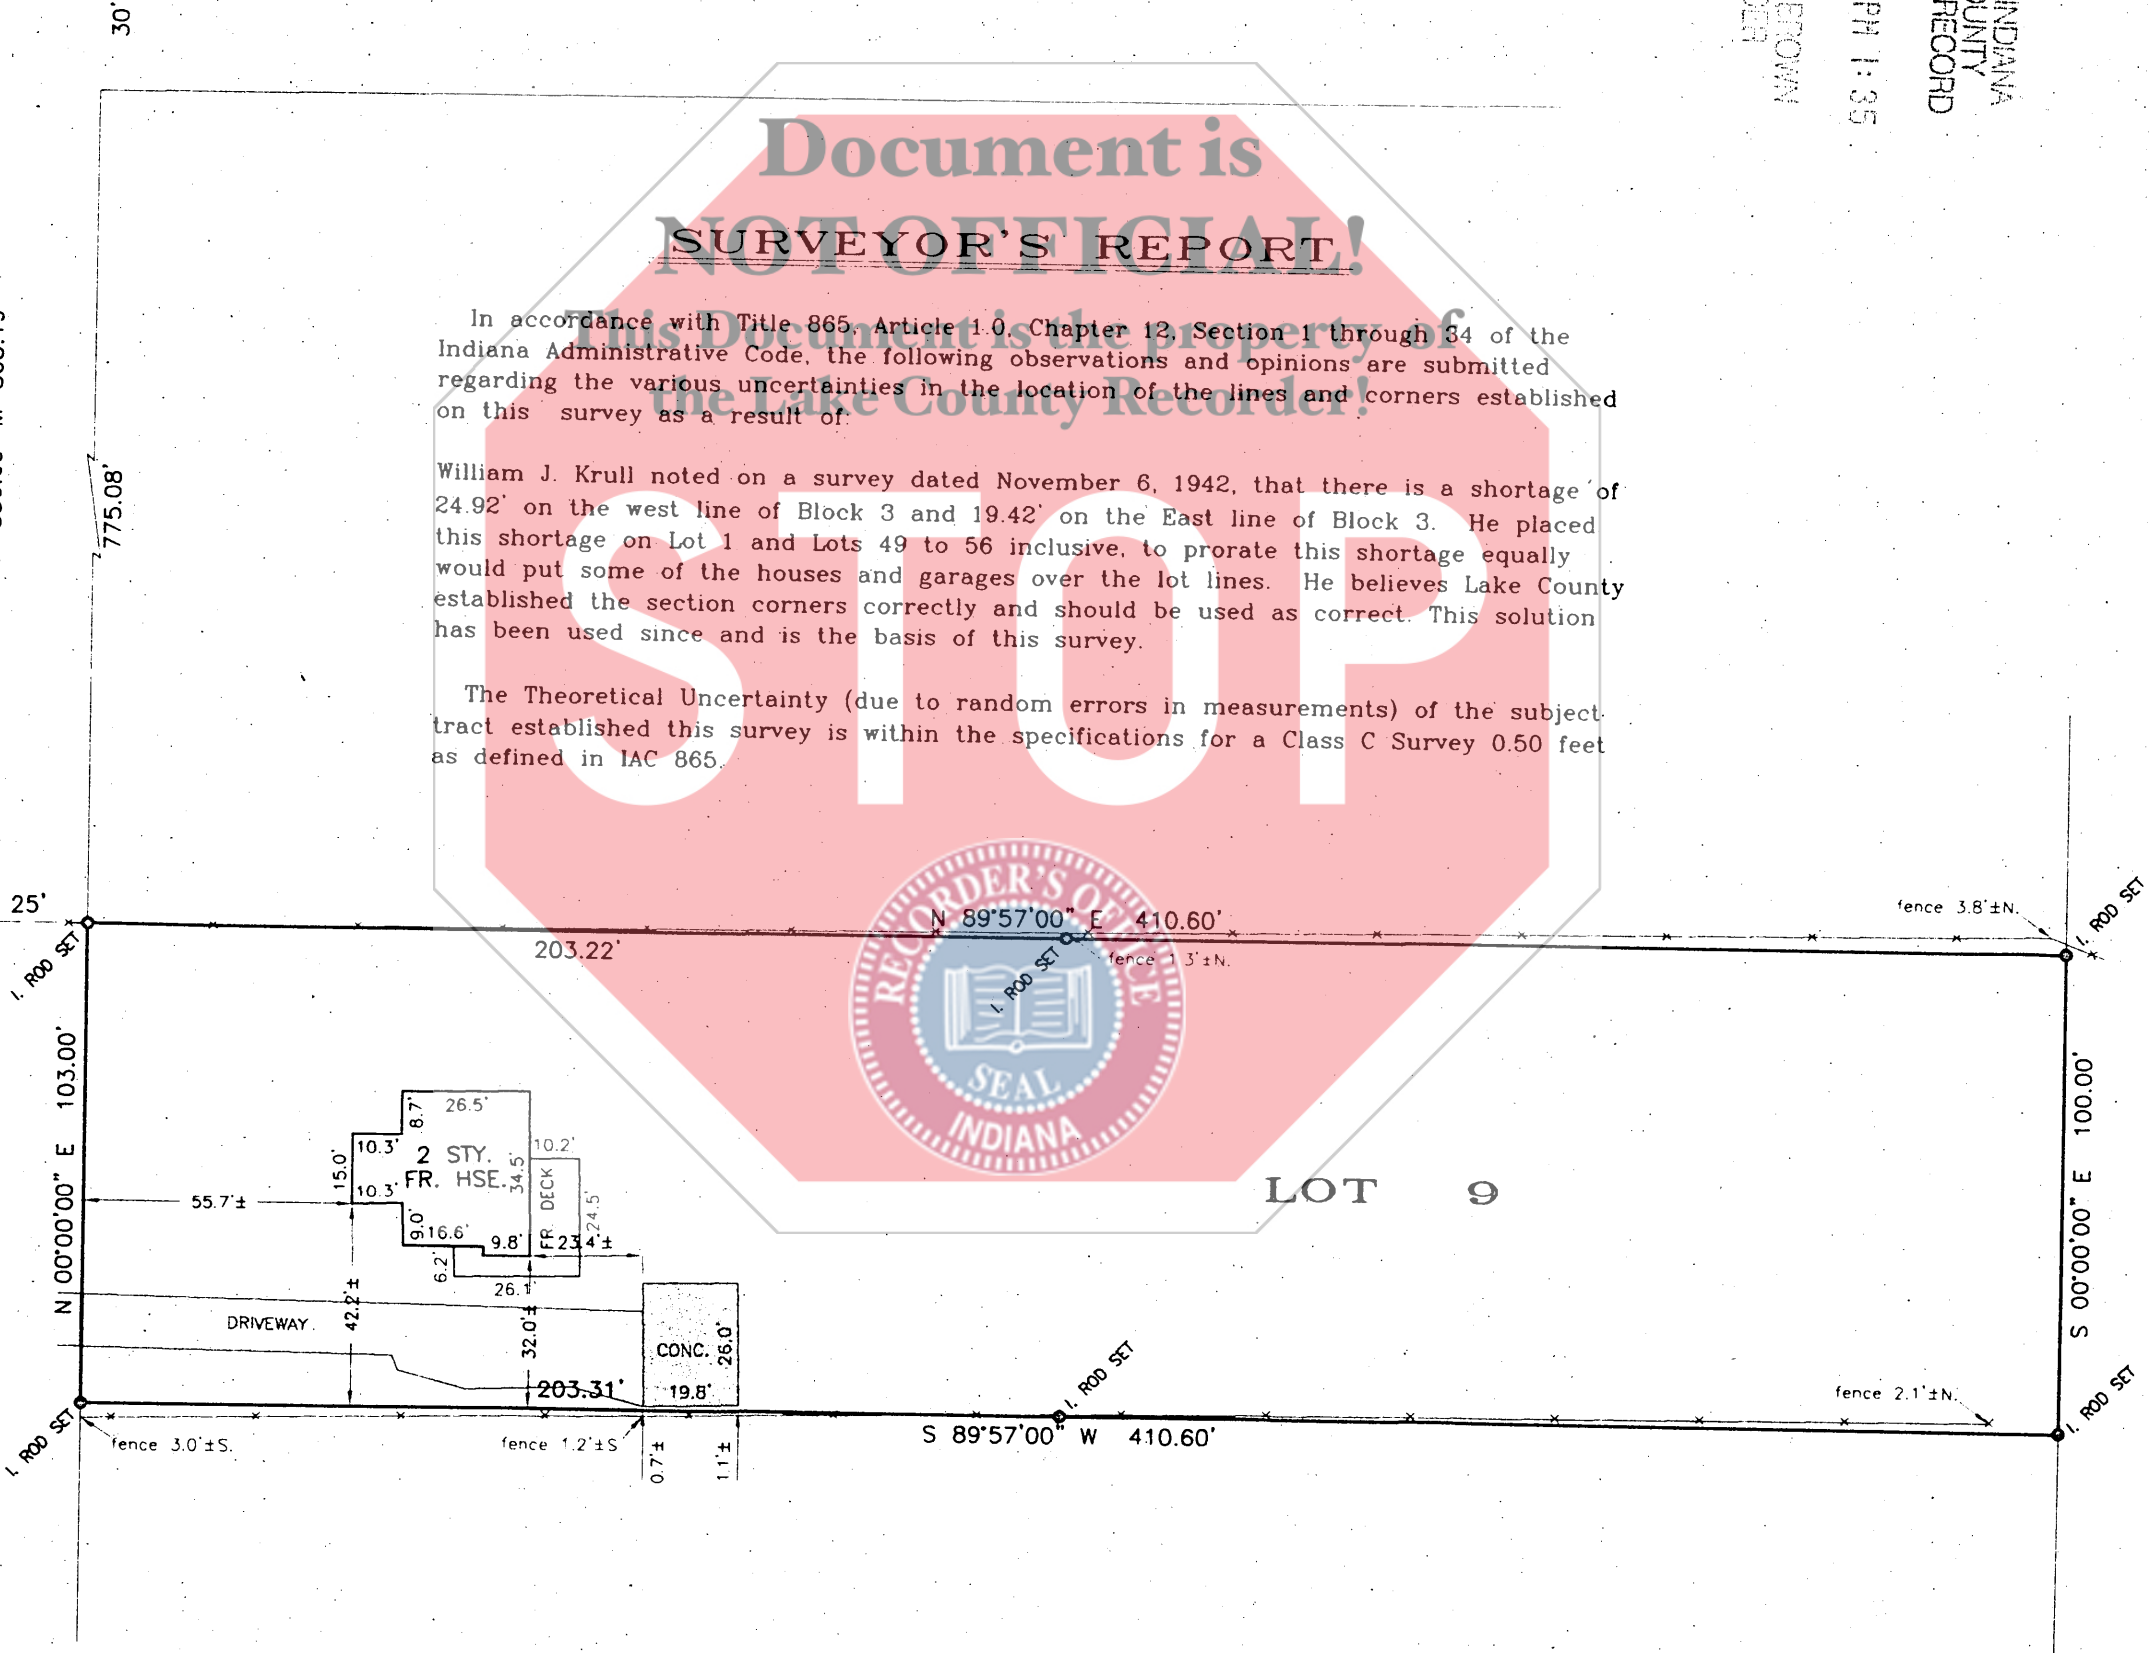 30'
INDIANA
OUNTY
RECORD
PM 1:35
BROWN
DER
Document is
NOT OFFICIAL!
This Document is the property of
the Lake County Recorder!
STOP
SURVEYOR'S REPORT
In accordance with Title 865, Article 1.0, Chapter 12, Section 1 through 34 of the
Indiana Administrative Code, the following observations and opinions are submitted
regarding the various uncertainties in the location of the lines and corners established
on this survey as a result of:
William J. Krull noted on a survey dated November 6, 1942, that there is a shortage of
24.92' on the west line of Block 3 and 19.42' on the East line of Block 3. He placed
this shortage on Lot 1 and Lots 49 to 56 inclusive, to prorate this shortage equally
would put some of the houses and garages over the lot lines. He believes Lake County
established the section corners correctly and should be used as correct. This solution
has been used since and is the basis of this survey.
The Theoretical Uncertainty (due to random errors in measurements) of the subject
tract established this survey is within the specifications for a Class C Survey 0.50 feet
as defined in IAC 865.
775.08'
25'
I. ROD SET
N 89°57'00" E 410.60'
203.22'
I. ROD SET
fence 1.3'±N.
fence 3.8'±N.
I. ROD SET
RECORDER'S OFFICE
SEAL
INDIANA
N 00°00'00" E 103.00'
S 00°00'00" E 100.00'
8.7'
26.5'
10.3'
2 STY.
FR. HSE.
15.0'
10.3'
34.5'
10.2'
FR. DECK
24.5'
55.7'±
9.0'
16.6'
9.8'
23.4'±
6.2'
26.1'
LOT 9
42.2'±
32.0'±
DRIVEWAY.
CONC.
26.0'
19.8'
203.31'
I. ROD SET
fence 2.1'±N.
I. ROD SET
S 89°57'00" W 410.60'
I. ROD SET
fence 3.0'±S.
fence 1.2'±S
0.7'±
1.1'±